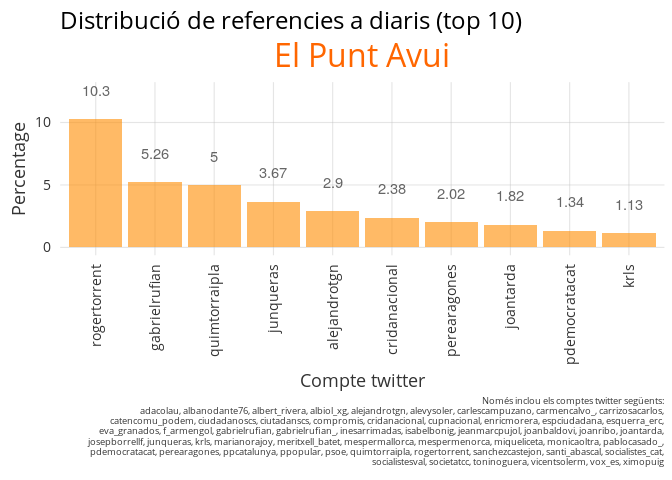 Distribució de referencies a diaris (top 10)
El Punt Avui
10.3
5.26
5
3.67
2.9
2.38
2.02
1.82
1.34
1.13
Percentage
10
5
0
rogertorrent
gabrielrufian
quimtorraipla
junqueras
alejandrotgn
cridanacional
perearagones
joantarda
pdemocratacat
krls
Compte twitter
Només inclou els comptes twitter següents:
adacolau, albanodante76, albert_rivera, albiol_xg, alejandrotgn, alevysoler, carlescampuzano, carmencalvo_, carrizosacarlos,
catencomu_podem, ciudadanoscs, ciutadanscs, compromis, cridanacional, cupnacional, enricmorera, espciudadana, esquerra_erc,
eva_granados, f_armengol, gabrielrufian, gabrielrufian_, inesarrimadas, isabelbonig, jeanmarcpujol, joanbaldovi, joanribo, joantarda,
josepborrellf, junqueras, krls, marianorajoy, meritxell_batet, mespermallorca, mespermenorca, miqueliceta, monicaoltra, pablocasado_,
pdemocratacat, perearagones, ppcatalunya, ppopular, psoe, quimtorraipla, rogertorrent, sanchezcastejon, santi_abascal, socialistes_cat,
socialistesval, societatcc, toninoguera, vicentsolerm, vox_es, ximopuig